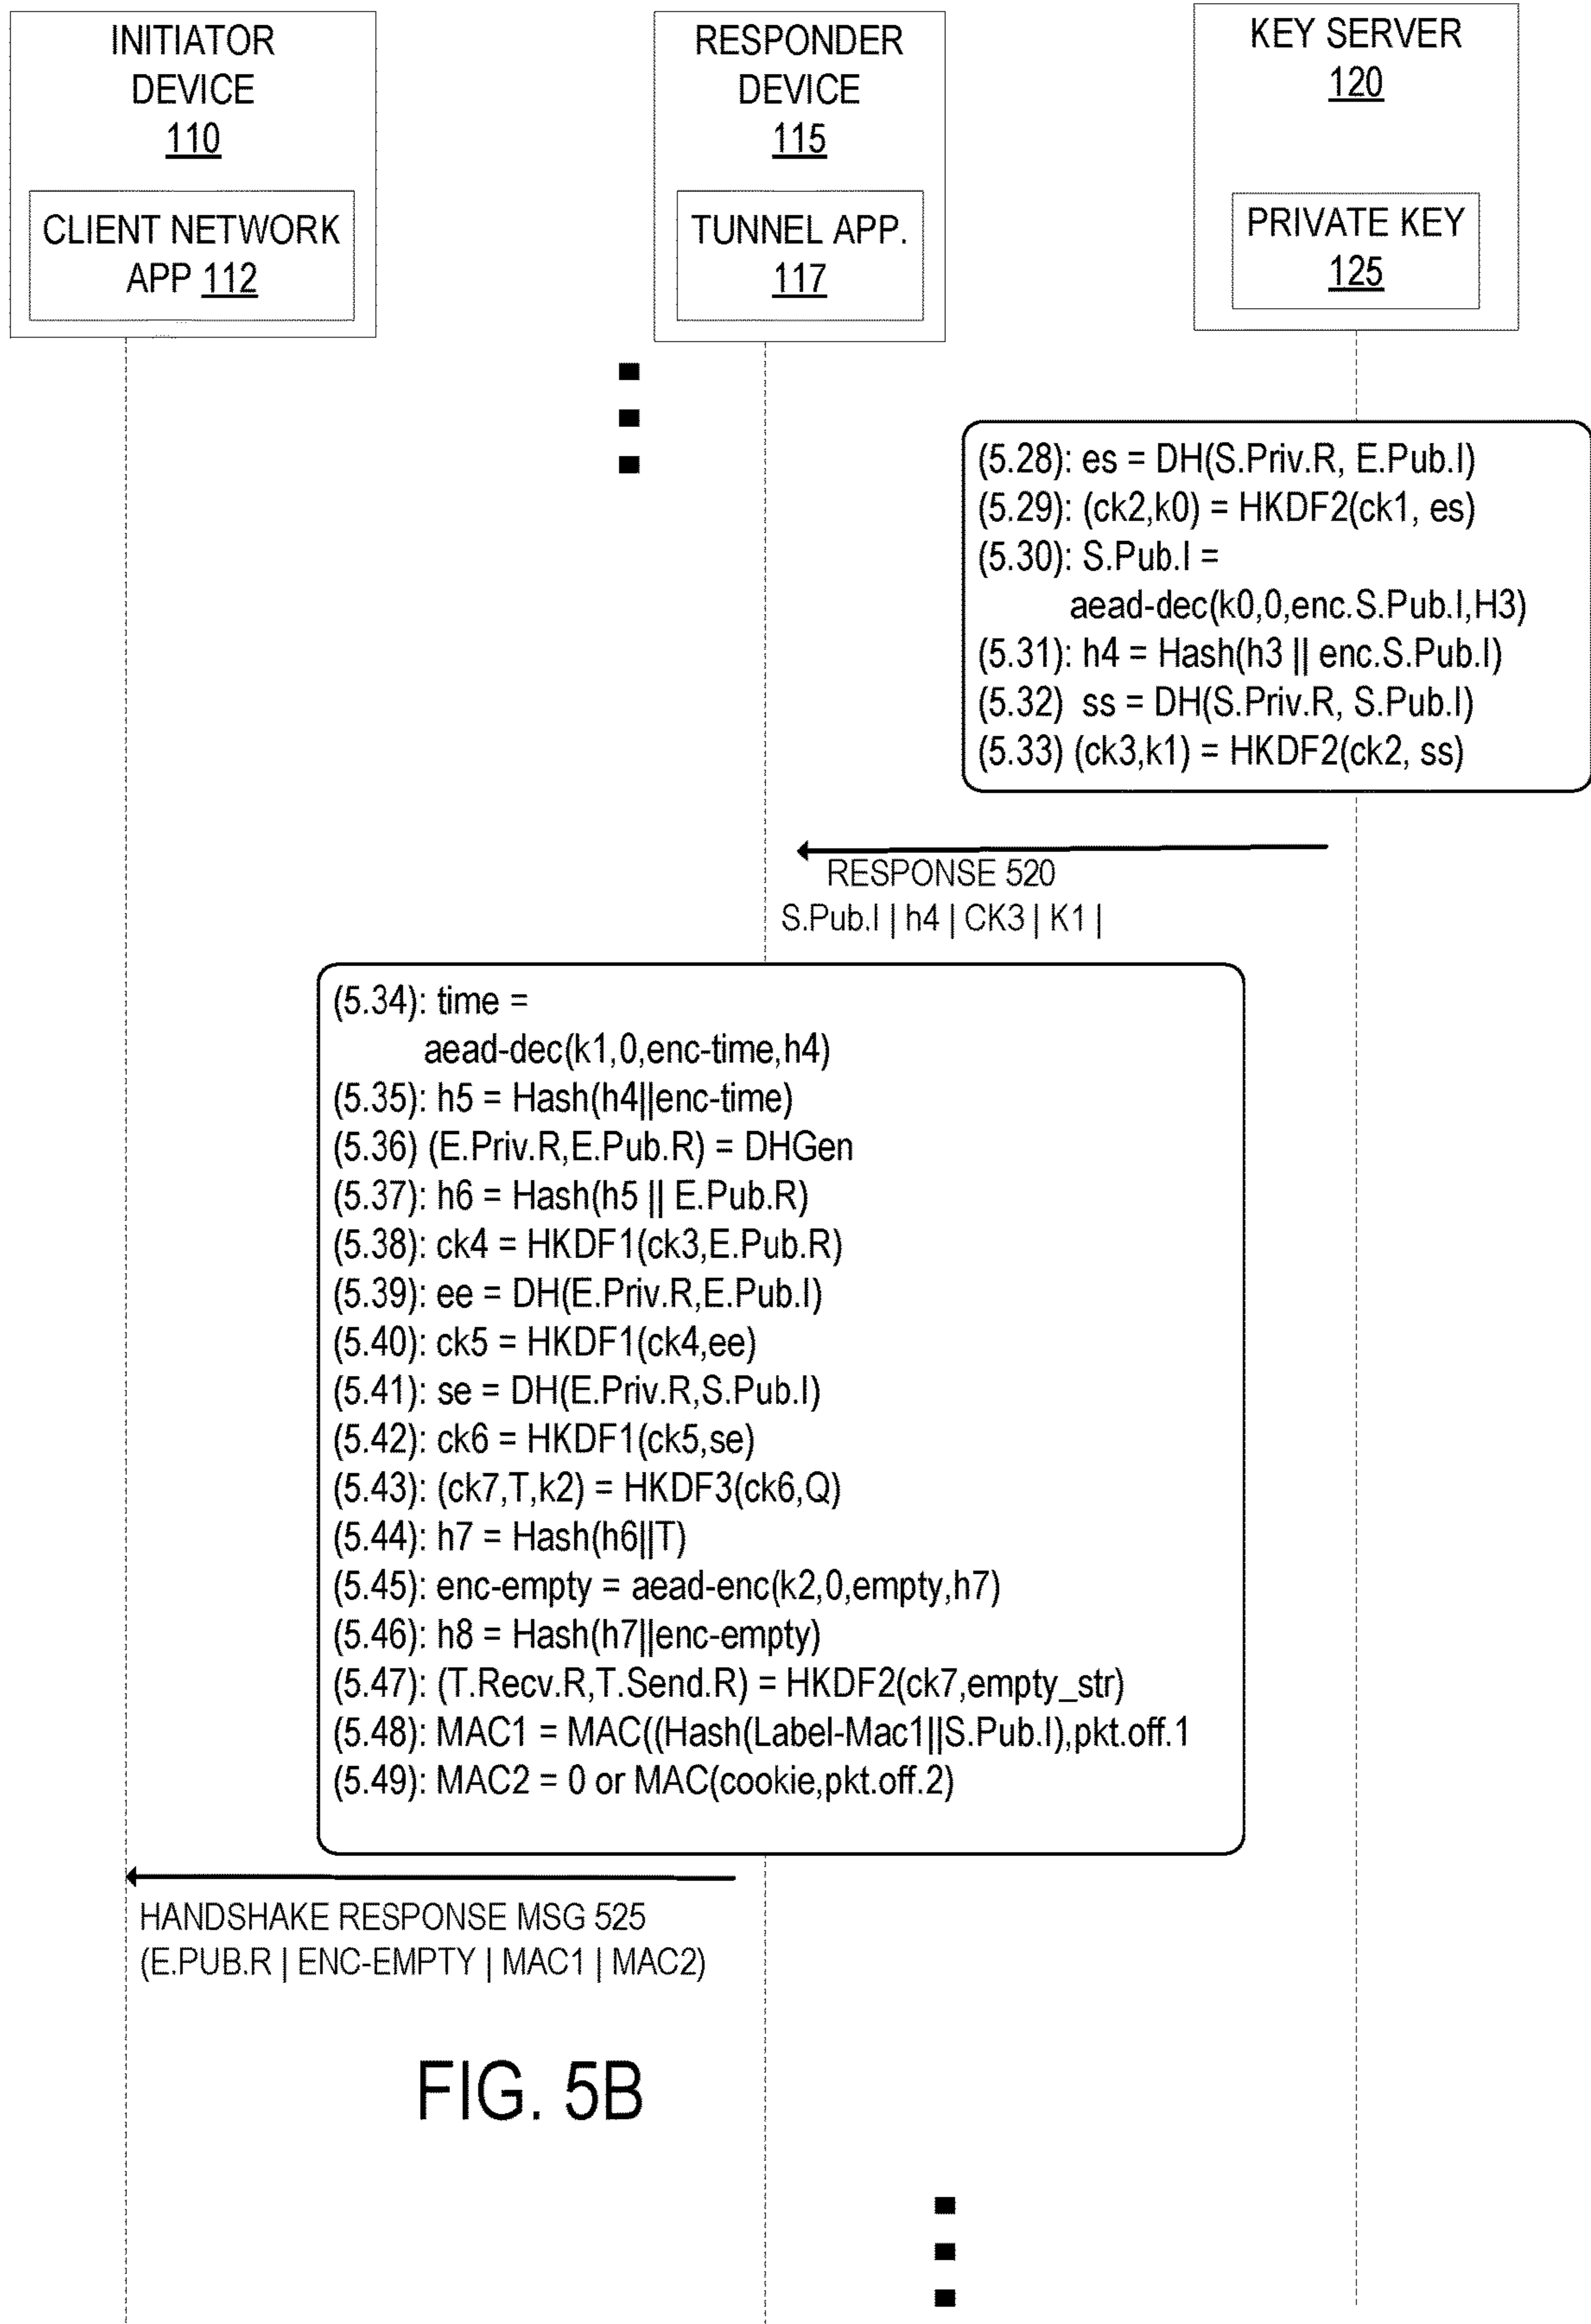 INITIATOR
DEVICE
110
CLIENT NETWORK
APP 112
RESPONDER
DEVICE
115
TUNNEL APP.
117
KEY SERVER
120
PRIVATE KEY
125
(5.28): es = DH(S.Priv.R, E.Pub.I)
(5.29): (ck2,k0) = HKDF2(ck1, es)
(5.30): S.Pub.I =
aead-dec(k0,0,enc.S.Pub.I,H3)
(5.31): h4 = Hash(h3 || enc.S.Pub.I)
(5.32) ss = DH(S.Priv.R, S.Pub.I)
(5.33) (ck3,k1) = HKDF2(ck2, ss)
RESPONSE 520
S.Pub.I | h4 | CK3 | K1 |
(5.34): time =
aead-dec(k1,0,enc-time,h4)
(5.35): h5 = Hash(h4||enc-time)
(5.36) (E.Priv.R,E.Pub.R) = DHGen
(5.37): h6 = Hash(h5 || E.Pub.R)
(5.38): ck4 = HKDF1(ck3,E.Pub.R)
(5.39): ee = DH(E.Priv.R,E.Pub.I)
(5.40): ck5 = HKDF1(ck4,ee)
(5.41): se = DH(E.Priv.R,S.Pub.I)
(5.42): ck6 = HKDF1(ck5,se)
(5.43): (ck7,T,k2) = HKDF3(ck6,Q)
(5.44): h7 = Hash(h6||T)
(5.45): enc-empty = aead-enc(k2,0,empty,h7)
(5.46): h8 = Hash(h7||enc-empty)
(5.47): (T.Recv.R,T.Send.R) = HKDF2(ck7,empty_str)
(5.48): MAC1 = MAC((Hash(Label-Mac1||S.Pub.I),pkt.off.1
(5.49): MAC2 = 0 or MAC(cookie,pkt.off.2)
HANDSHAKE RESPONSE MSG 525
(E.PUB.R | ENC-EMPTY | MAC1 | MAC2)
FIG. 5B